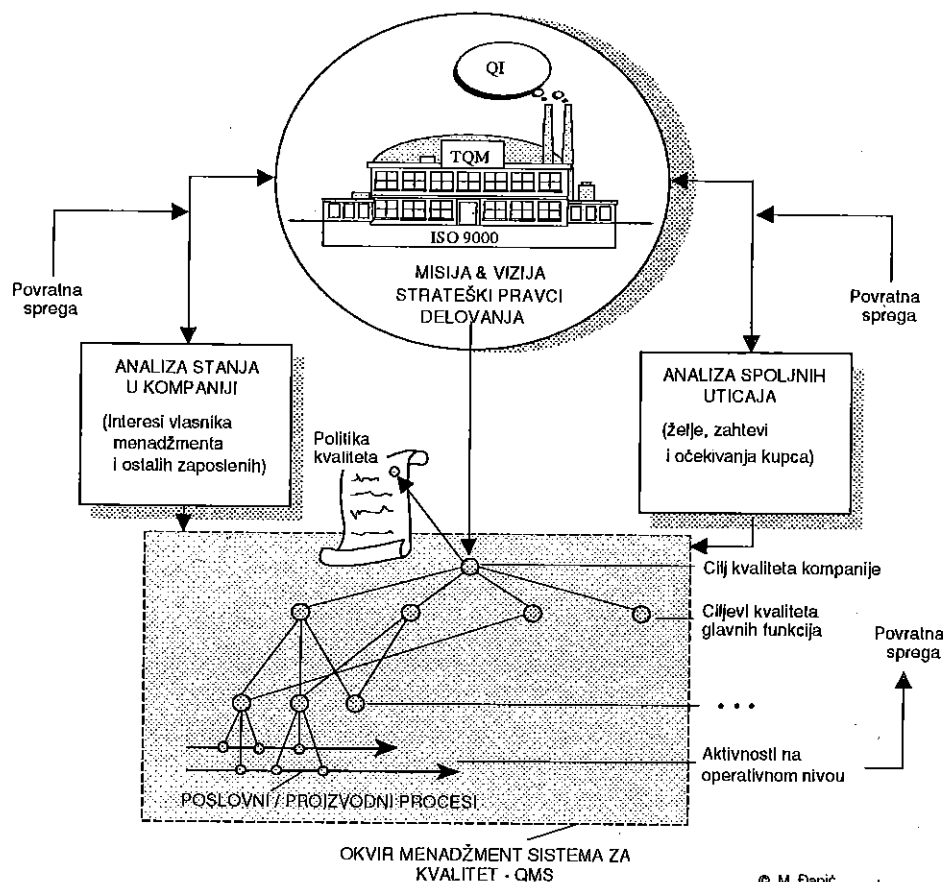 QI
TQM
ISO 9000
MISIJA & VIZIJA
STRATEŠKI PRAVCI
DELOVANJA
Povratna
sprega
Povratna
sprega
ANALIZA STANJA
U KOMPANIJI
(Interesi vlasnika
menadžmenta
i ostalih zaposlenih)
ANALIZA SPOLJNIH
UTICAJA
(želje, zahtevi
i očekivanja kupca)
Politika
kvaliteta
Cilj kvaliteta kompanije
Ciljevi kvaliteta
glavnih funkcija
Povratna
sprega
• • •
Aktivnosti na
operativnom nivou
POSLOVNI / PROIZVODNI PROCESI
OKVIR MENADŽMENT SISTEMA ZA
KVALITET - QMS
© M. Đapić